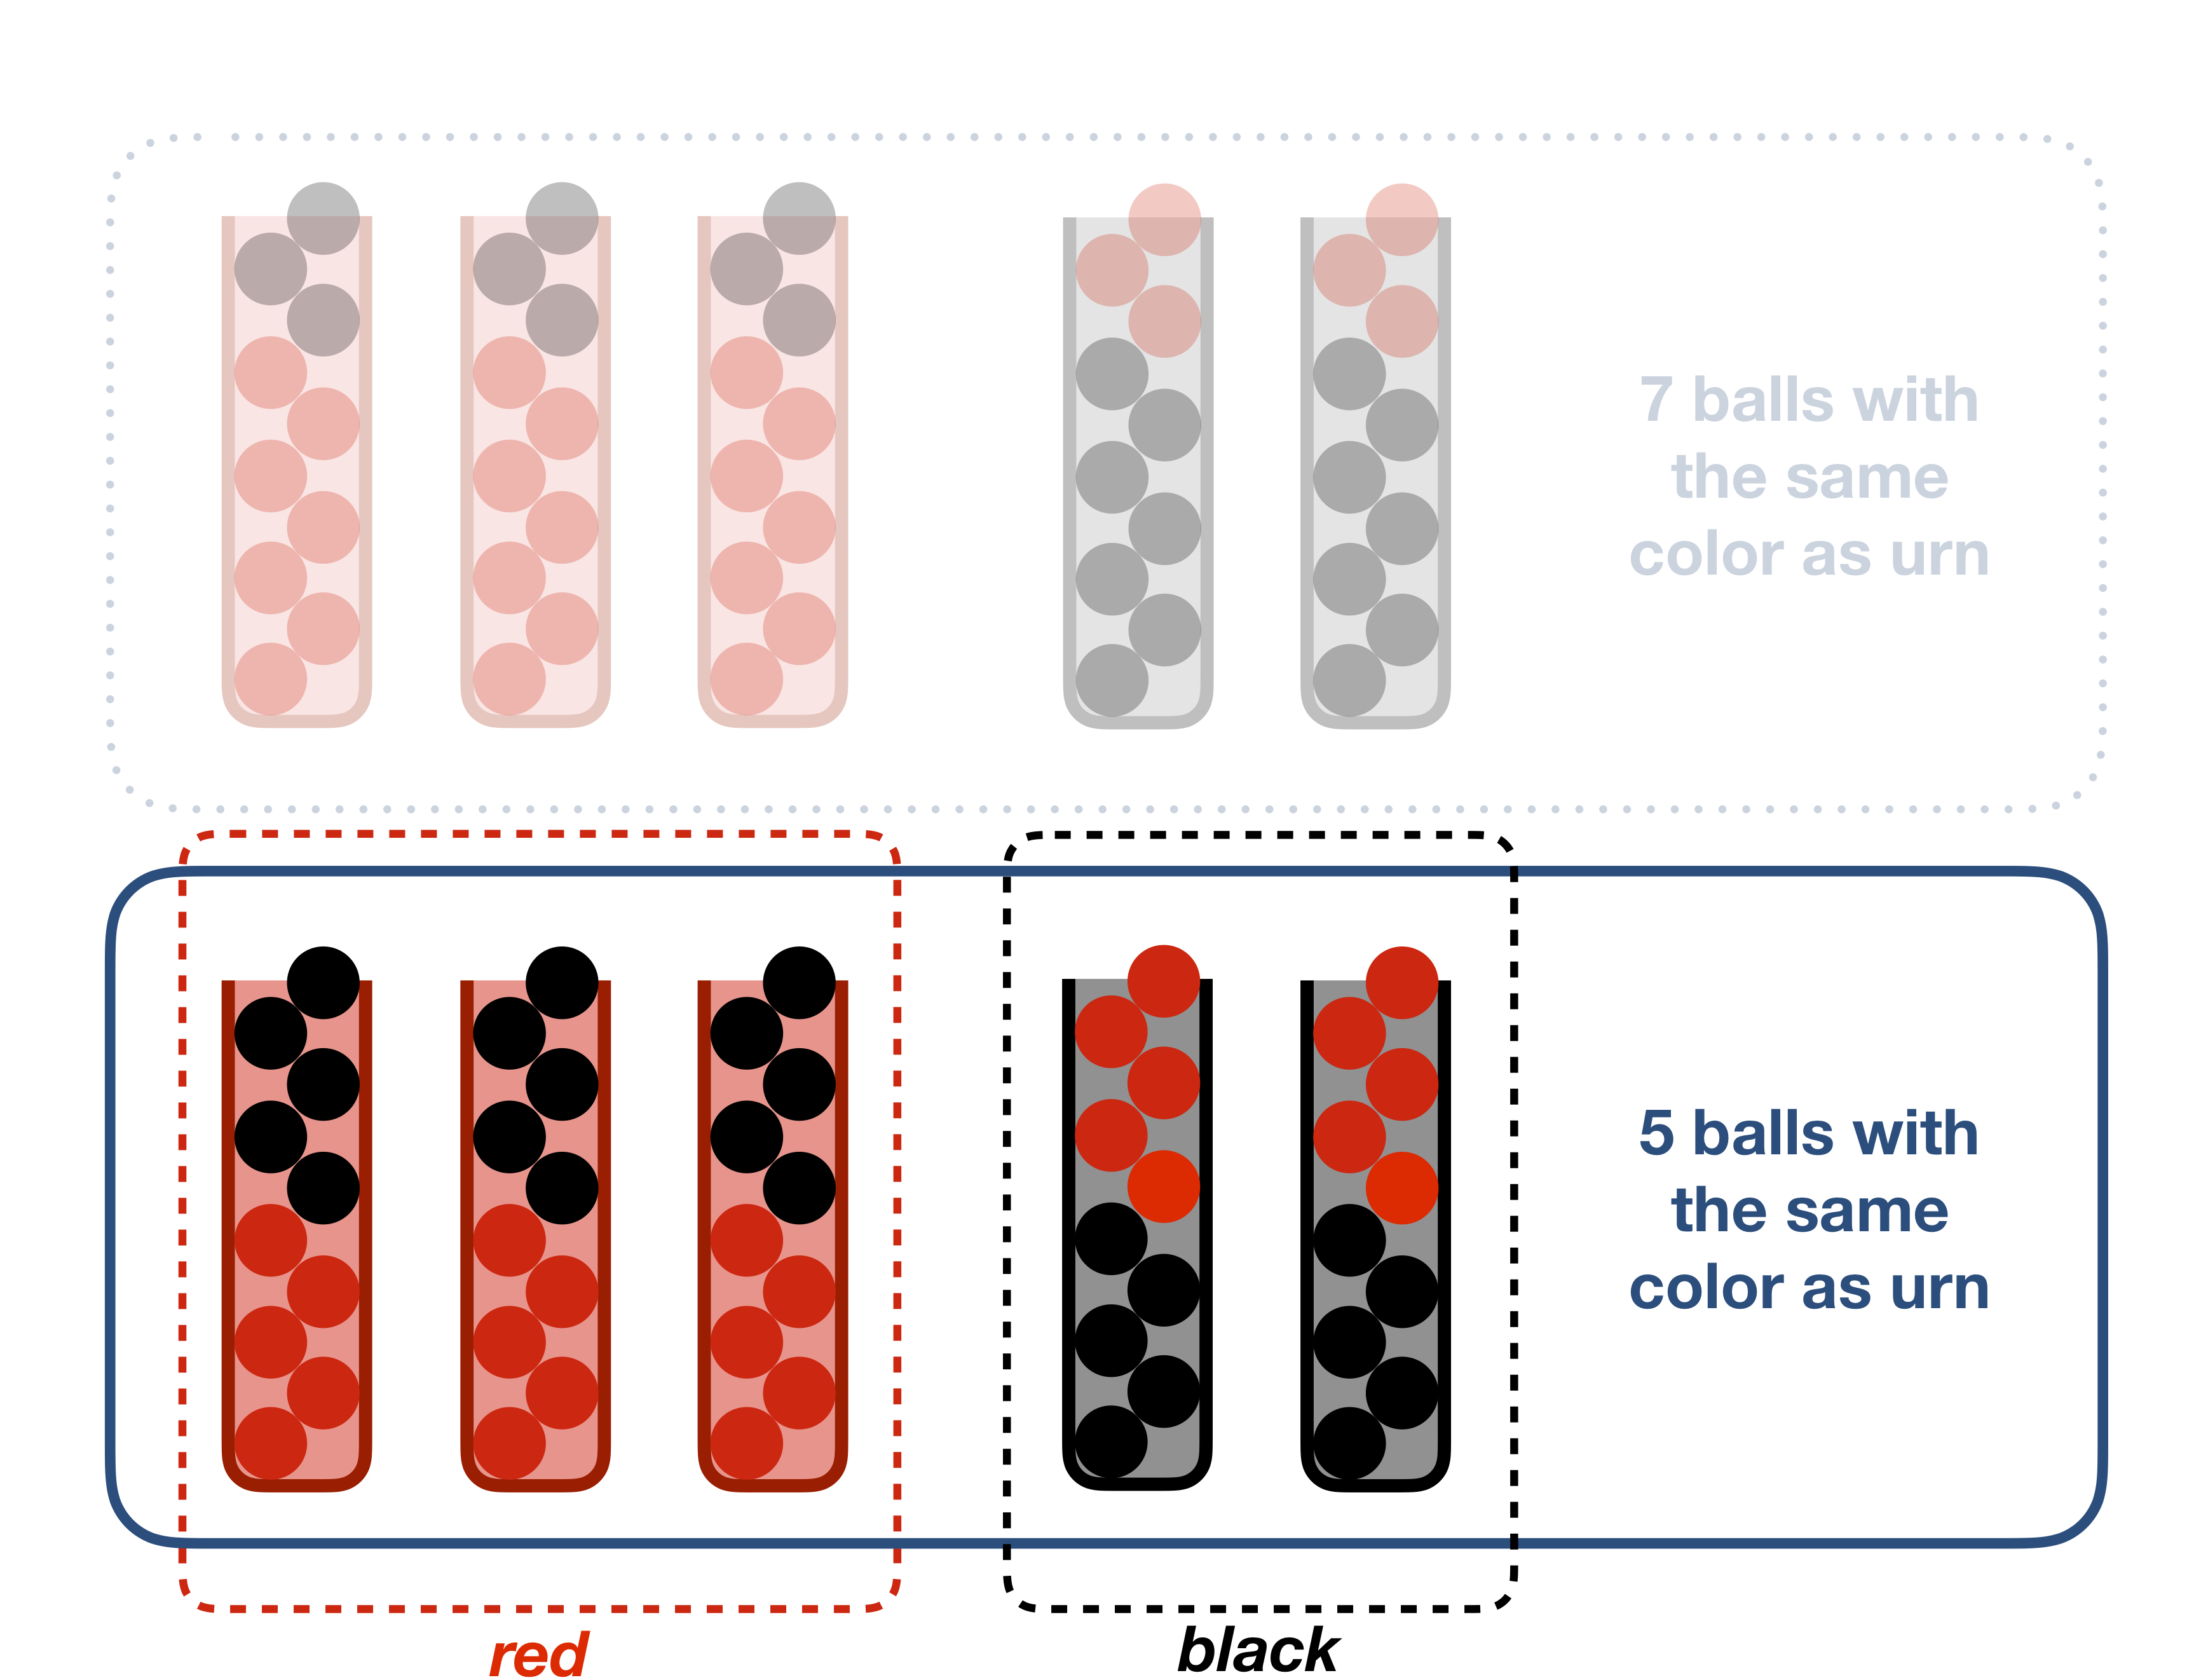 7 balls with
the same
color as urn
5 balls with
the same
color as urn
red
black